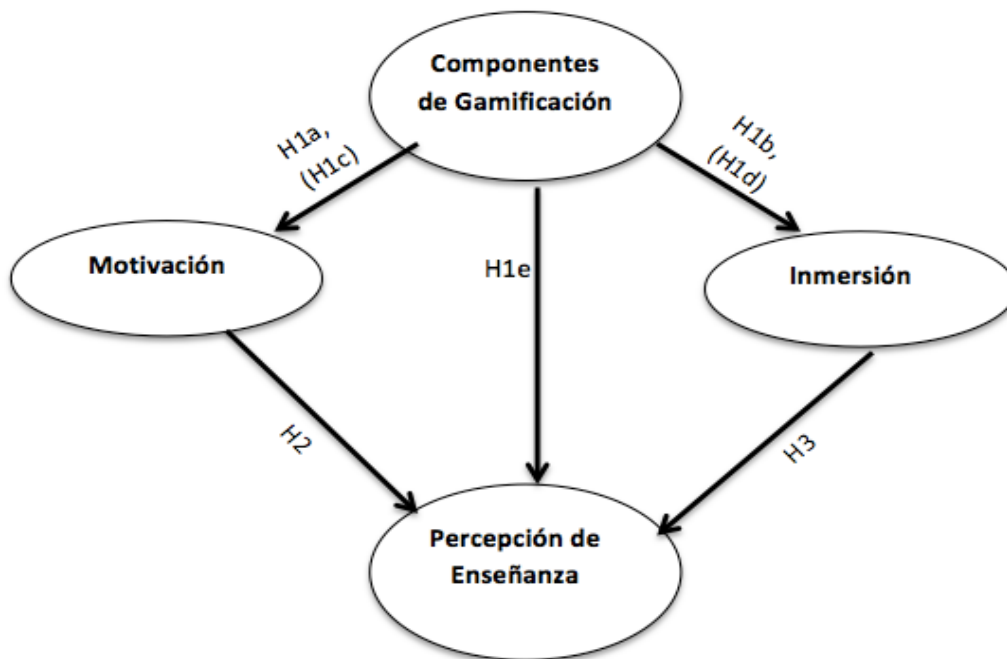 Componentes
de Gamificación
H1a,
(H1c)
H1b,
(H1d)
Motivación
H1e
Inmersión
H2
H3
Percepción de
Enseñanza